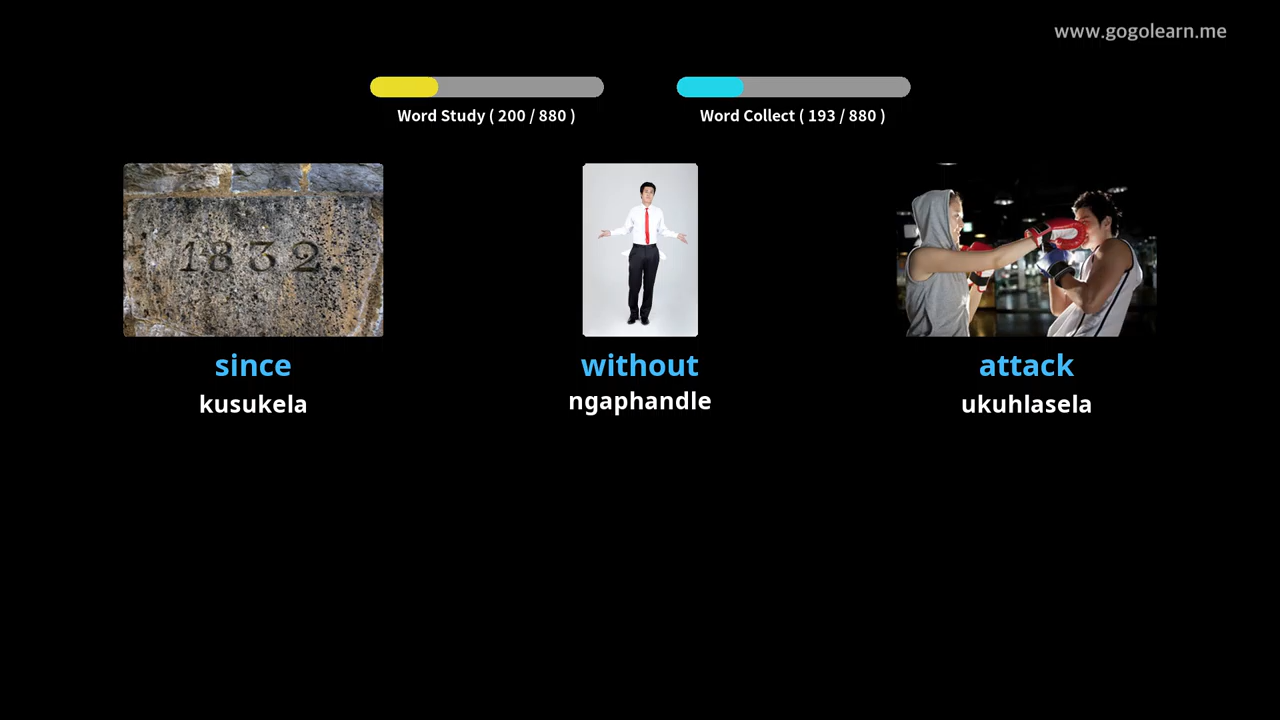 www.gogolearn.me
Word Study ( 200 / 880 )
Word Collect ( 193 / 880 )
1832.
since
without
attack
kusukela
ngaphandle
ukuhlasela